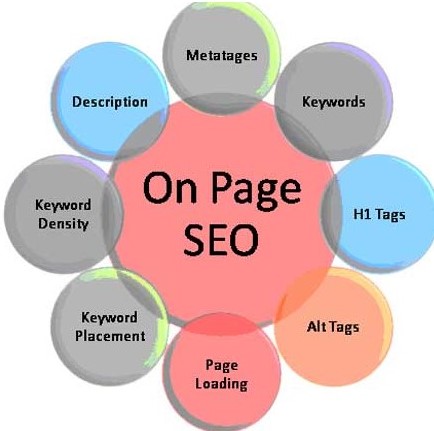 Metatages
Description
Keywords
On Page
SEO
Keyword
Density
H1 Tags
Keyword
Placement
Alt Tags
Page
Loading